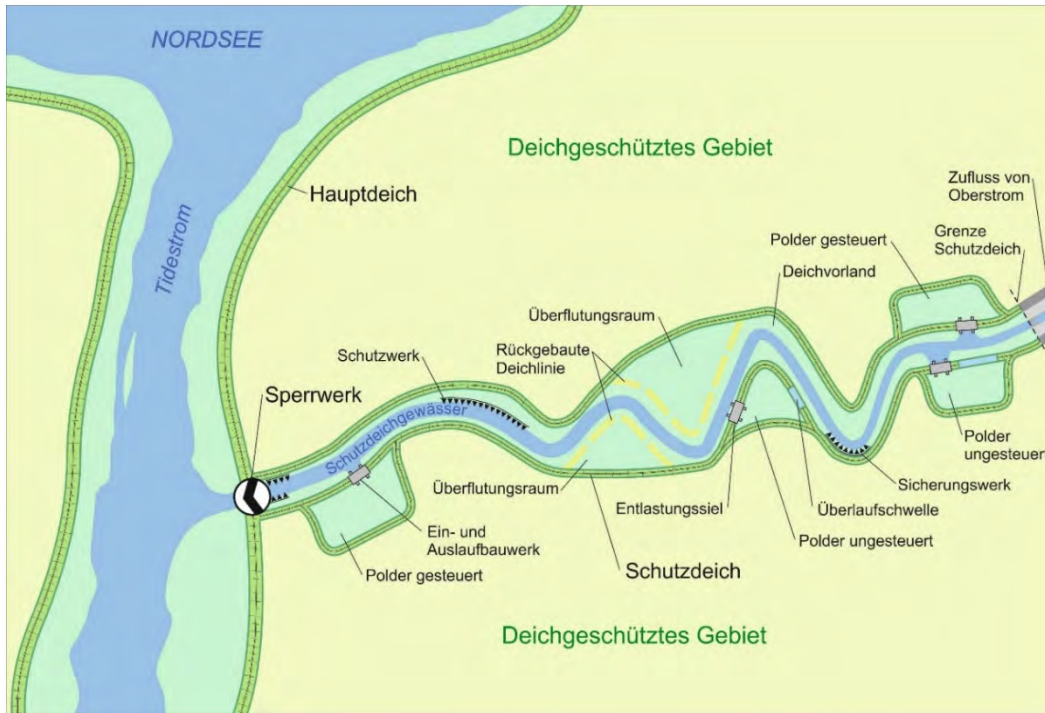 NORDSEE
Deichgeschütztes Gebiet
Hauptdeich
Tidestrom
Zufluss von
Oberstrom
Grenze
Schutzdeich
Polder gesteuert
Deichvorland
Überflutungsraum
Rückgebaute
Deichlinie
Schutzwerk
Sperrwerk
Schutzdeichgewässer
Polder
ungesteuert
Sicherungswerk
Überflutungsraum
Entlastungssiel
Überlaufschwelle
Ein- und
Auslaufbauwerk
Polder ungesteuert
Polder gesteuert
Schutzdeich
Deichgeschütztes Gebiet